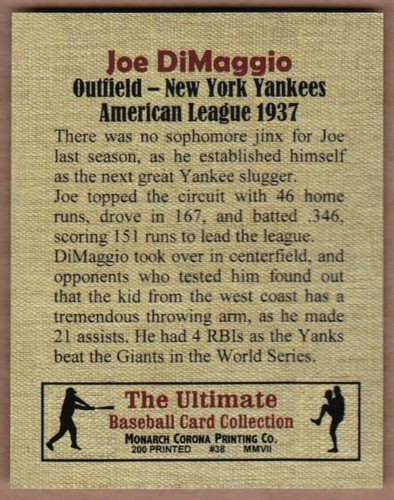 Joe DiMaggio
Outfield – New York Yankees
American League 1937
There was no sophomore jinx for Joe
last season, as he established himself
as the next great Yankee slugger.
Joe topped the circuit with 46 home
runs, drove in 167, and batted .346,
scoring 151 runs to lead the league.
DiMaggio took over in centerfield, and
opponents who tested him found out
that the kid from the west coast has a
tremendous throwing arm, as he made
21 assists. He had 4 RBIs as the Yanks
beat the Giants in the World Series.
The Ultimate
Baseball Card Collection
Monarch Corona Printing Co.
200 PRINTED #38 MMVII